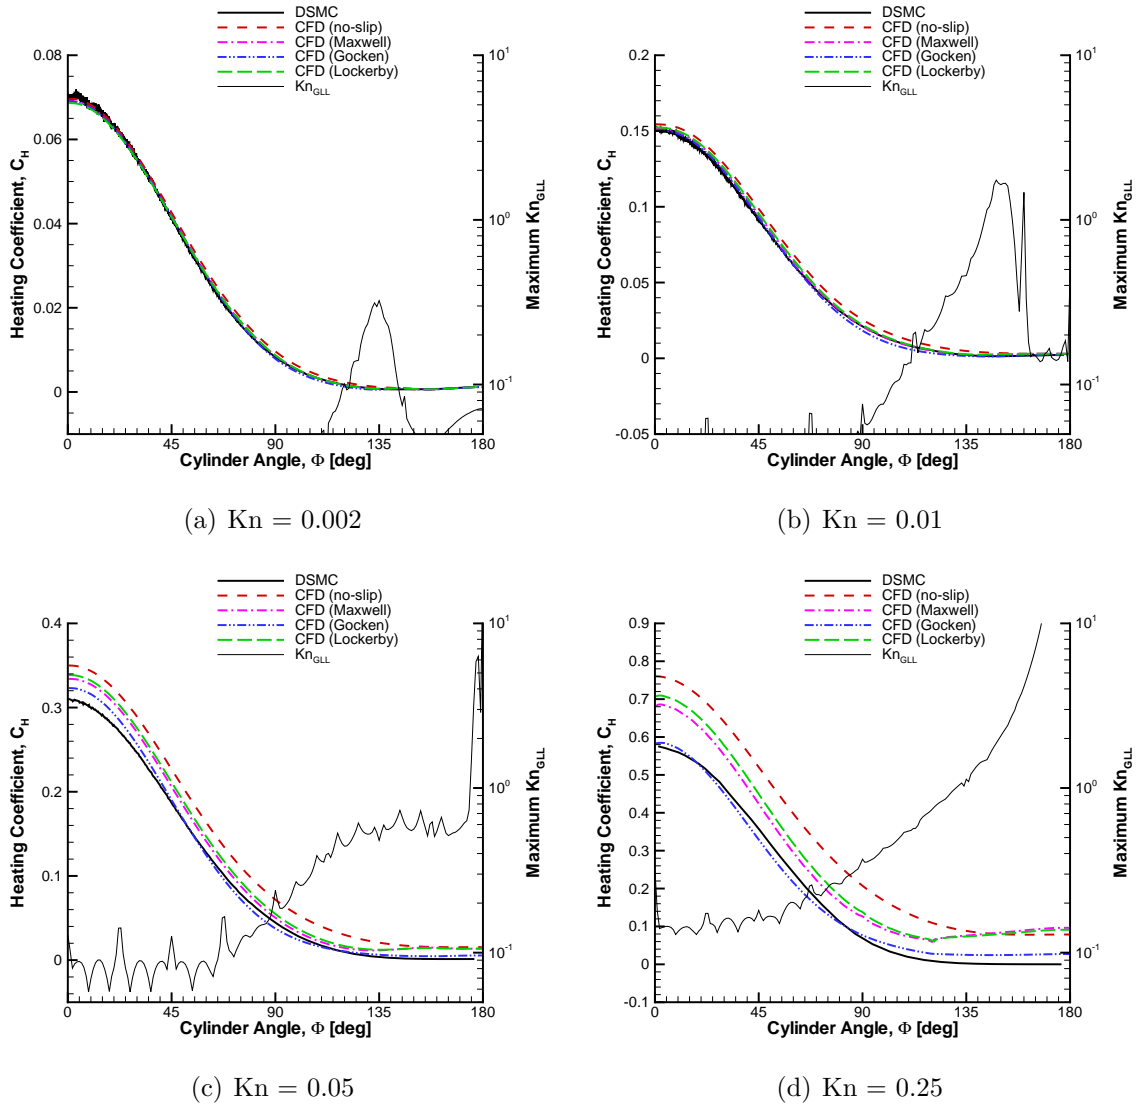 DSMC
CFD (no-slip)
CFD (Maxwell)
CFD (Gocken)
CFD (Lockerby)
Kn_GLL
Heating Coefficient, C_H
0.08
0.06
0.04
0.02
0
Maximum Kn_GLL
10^1
10^0
10^-1
0 45 90 135 180
Cylinder Angle, Φ [deg]
(a) Kn = 0.002
DSMC
CFD (no-slip)
CFD (Maxwell)
CFD (Gocken)
CFD (Lockerby)
Kn_GLL
Heating Coefficient, C_H
0.2
0.15
0.1
0.05
0
-0.05
Maximum Kn_GLL
10^1
10^0
10^-1
0 45 90 135 180
Cylinder Angle, Φ [deg]
(b) Kn = 0.01
DSMC
CFD (no-slip)
CFD (Maxwell)
CFD (Gocken)
CFD (Lockerby)
Kn_GLL
Heating Coefficient, C_H
0.4
0.3
0.2
0.1
0
Maximum Kn_GLL
10^1
10^0
10^-1
0 45 90 135 180
Cylinder Angle, Φ [deg]
(c) Kn = 0.05
DSMC
CFD (no-slip)
CFD (Maxwell)
CFD (Gocken)
CFD (Lockerby)
Kn_GLL
Heating Coefficient, C_H
0.9
0.8
0.7
0.6
0.5
0.4
0.3
0.2
0.1
0
-0.1
Maximum Kn_GLL
10^1
10^0
10^-1
0 45 90 135 180
Cylinder Angle, Φ [deg]
(d) Kn = 0.25